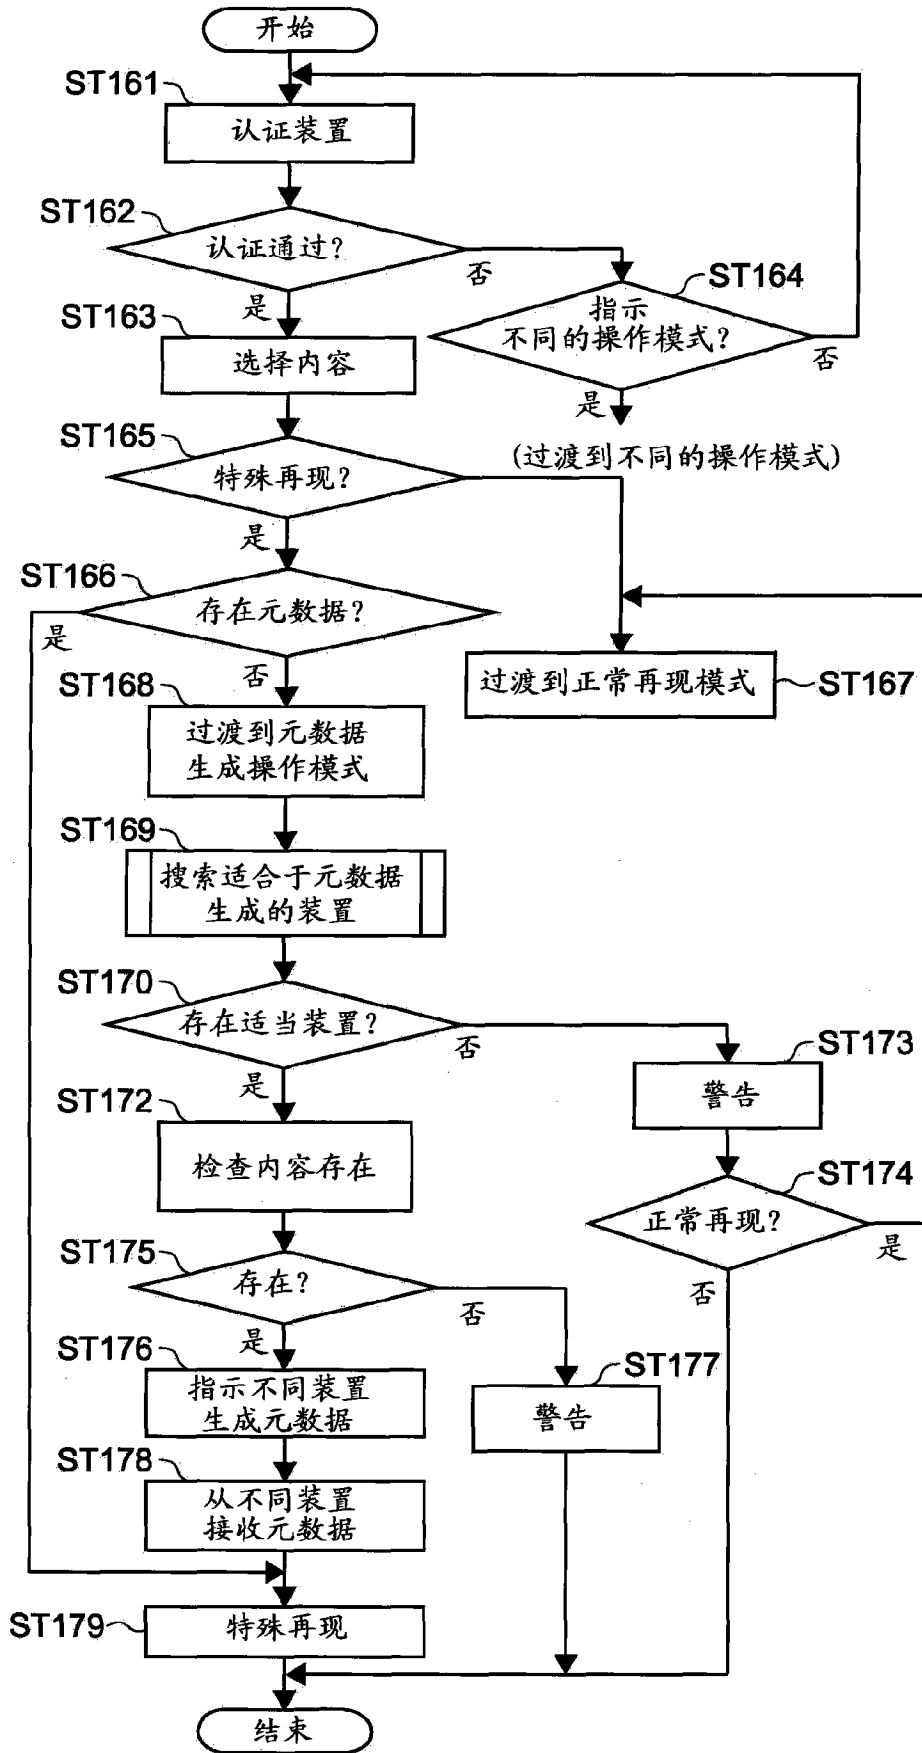 开始
ST161
认证装置
ST162
认证通过?
否
是
ST164
指示
不同的操作模式?
否
是
(过渡到不同的操作模式)
ST163
选择内容
ST165
特殊再现?
是
ST166
存在元数据?
是
否
过渡到正常再现模式
ST167
ST168
过渡到元数据
生成操作模式
ST169
搜索适合于元数据
生成的装置
ST170
存在适当装置?
否
是
ST173
警告
ST172
检查内容存在
ST174
正常再现?
是
否
ST175
存在?
否
是
ST176
指示不同装置
生成元数据
ST177
警告
ST178
从不同装置
接收元数据
ST179
特殊再现
结束